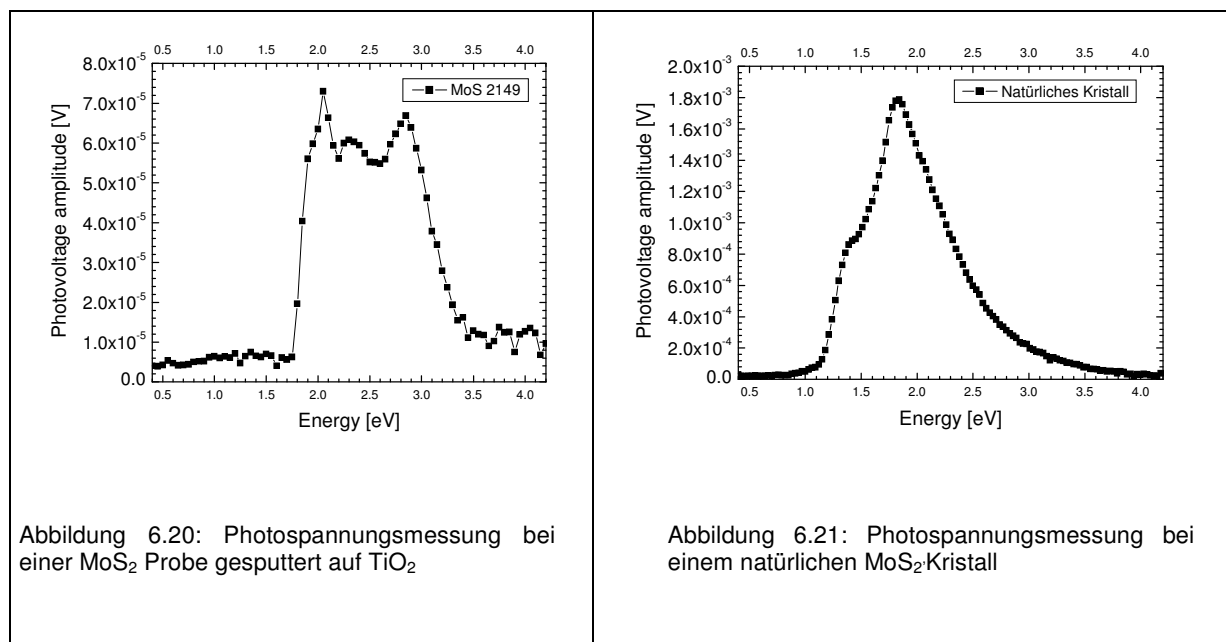 0.5 1.0 1.5 2.0 2.5 3.0 3.5 4.0
8.0x10⁻⁵
7.0x10⁻⁵
6.0x10⁻⁵
5.0x10⁻⁵
4.0x10⁻⁵
3.0x10⁻⁵
2.0x10⁻⁵
1.0x10⁻⁵
0.0
Photovoltage amplitude [V]
MoS 2149
0.5 1.0 1.5 2.0 2.5 3.0 3.5 4.0
Energy [eV]
Abbildung 6.20: Photospannungsmessung bei
einer MoS₂ Probe gesputtert auf TiO₂
0.5 1.0 1.5 2.0 2.5 3.0 3.5 4.0
2.0x10⁻³
1.8x10⁻³
1.6x10⁻³
1.4x10⁻³
1.2x10⁻³
1.0x10⁻³
8.0x10⁻⁴
6.0x10⁻⁴
4.0x10⁻⁴
2.0x10⁻⁴
0.0
Photovoltage amplitude [V]
Natürliches Kristall
0.5 1.0 1.5 2.0 2.5 3.0 3.5 4.0
Energy [eV]
Abbildung 6.21: Photospannungsmessung bei
einem natürlichen MoS₂-Kristall